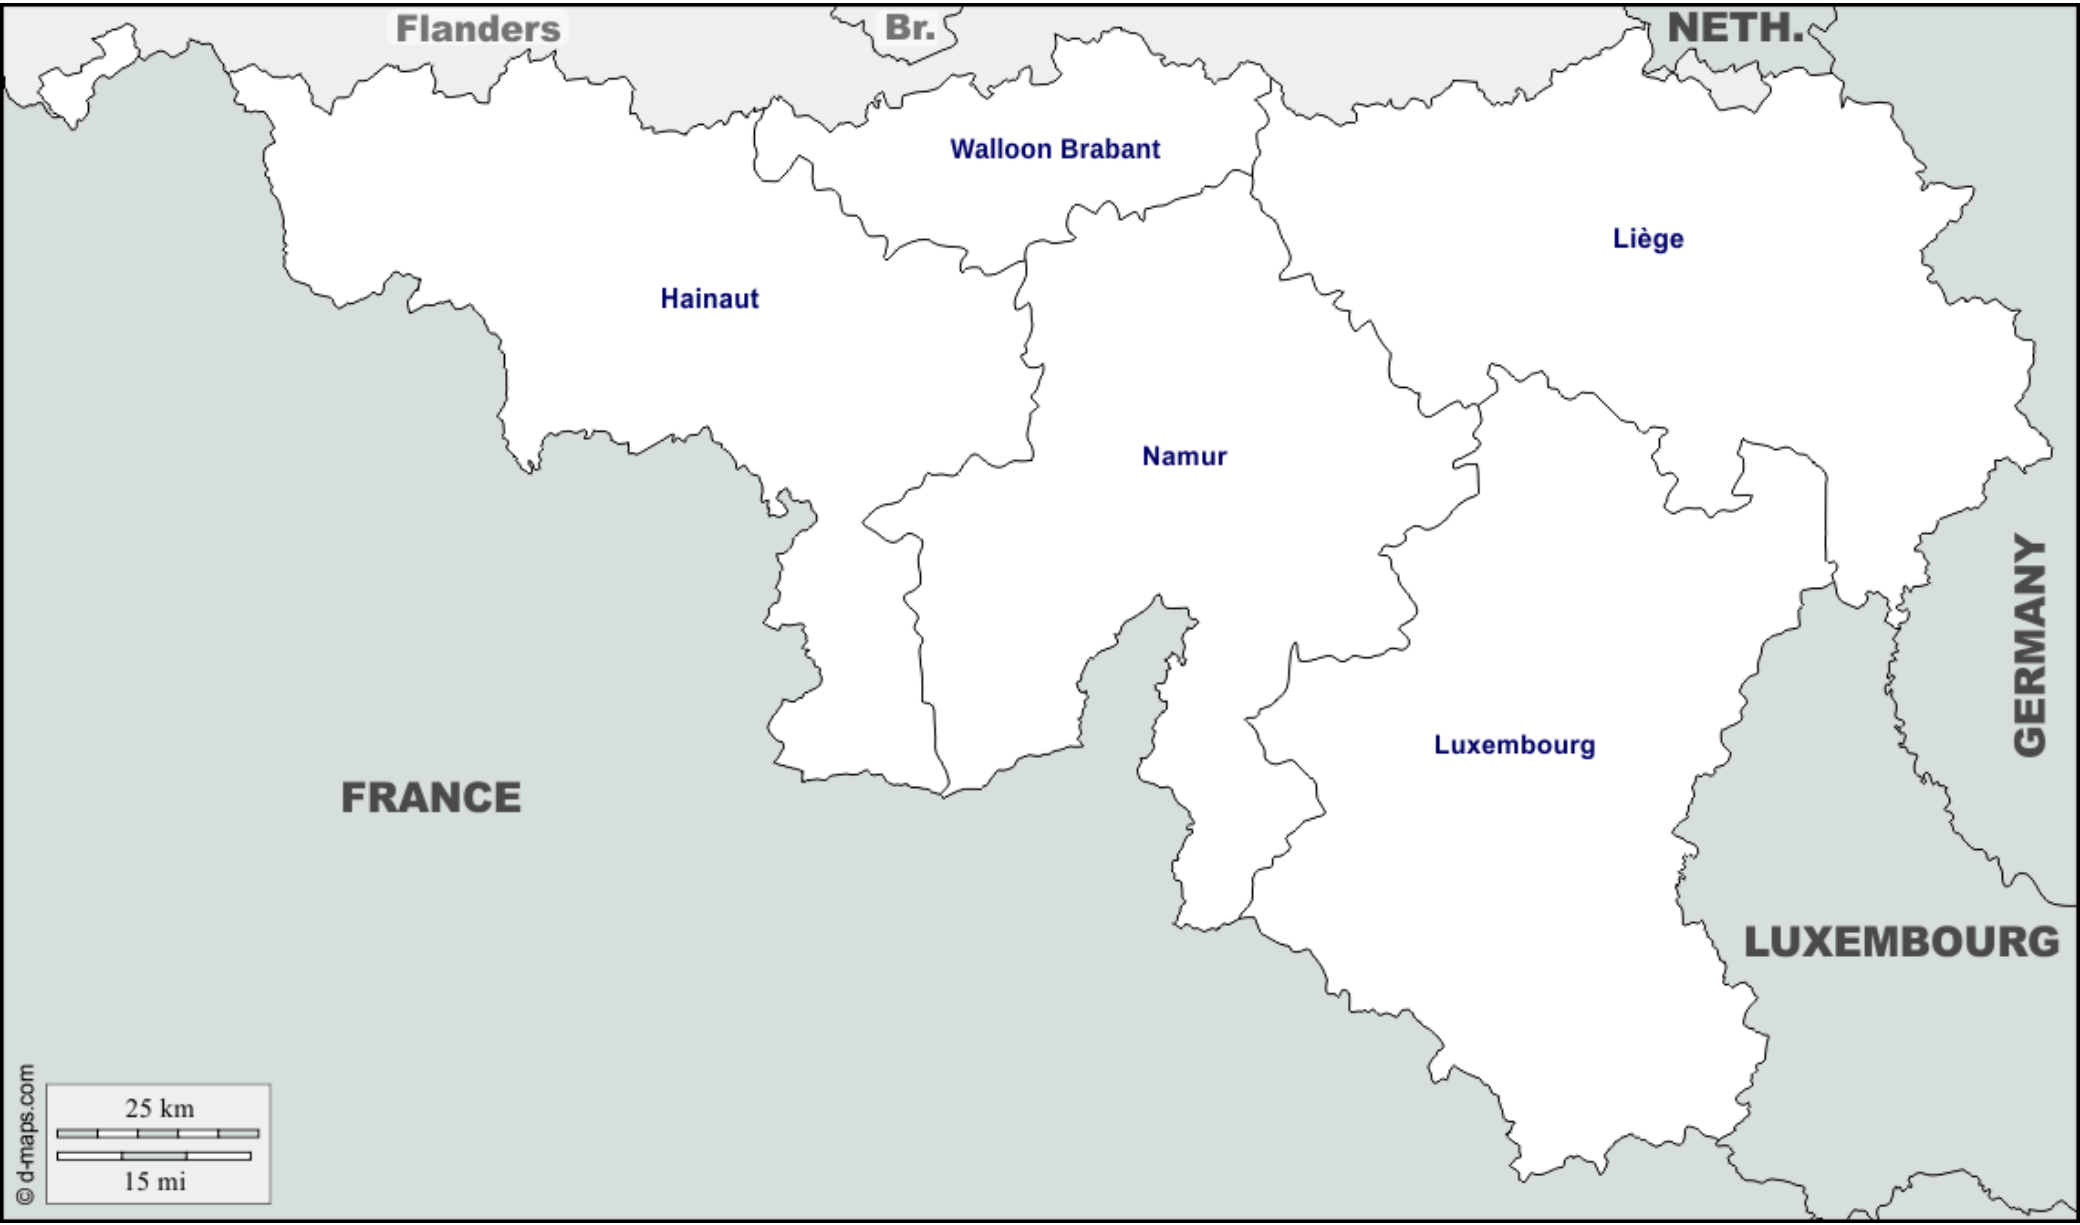 Flanders
Br.
NETH.
Walloon Brabant
Liège
Hainaut
Namur
GERMANY
Luxembourg
FRANCE
LUXEMBOURG
© d-maps.com
25 km
15 mi